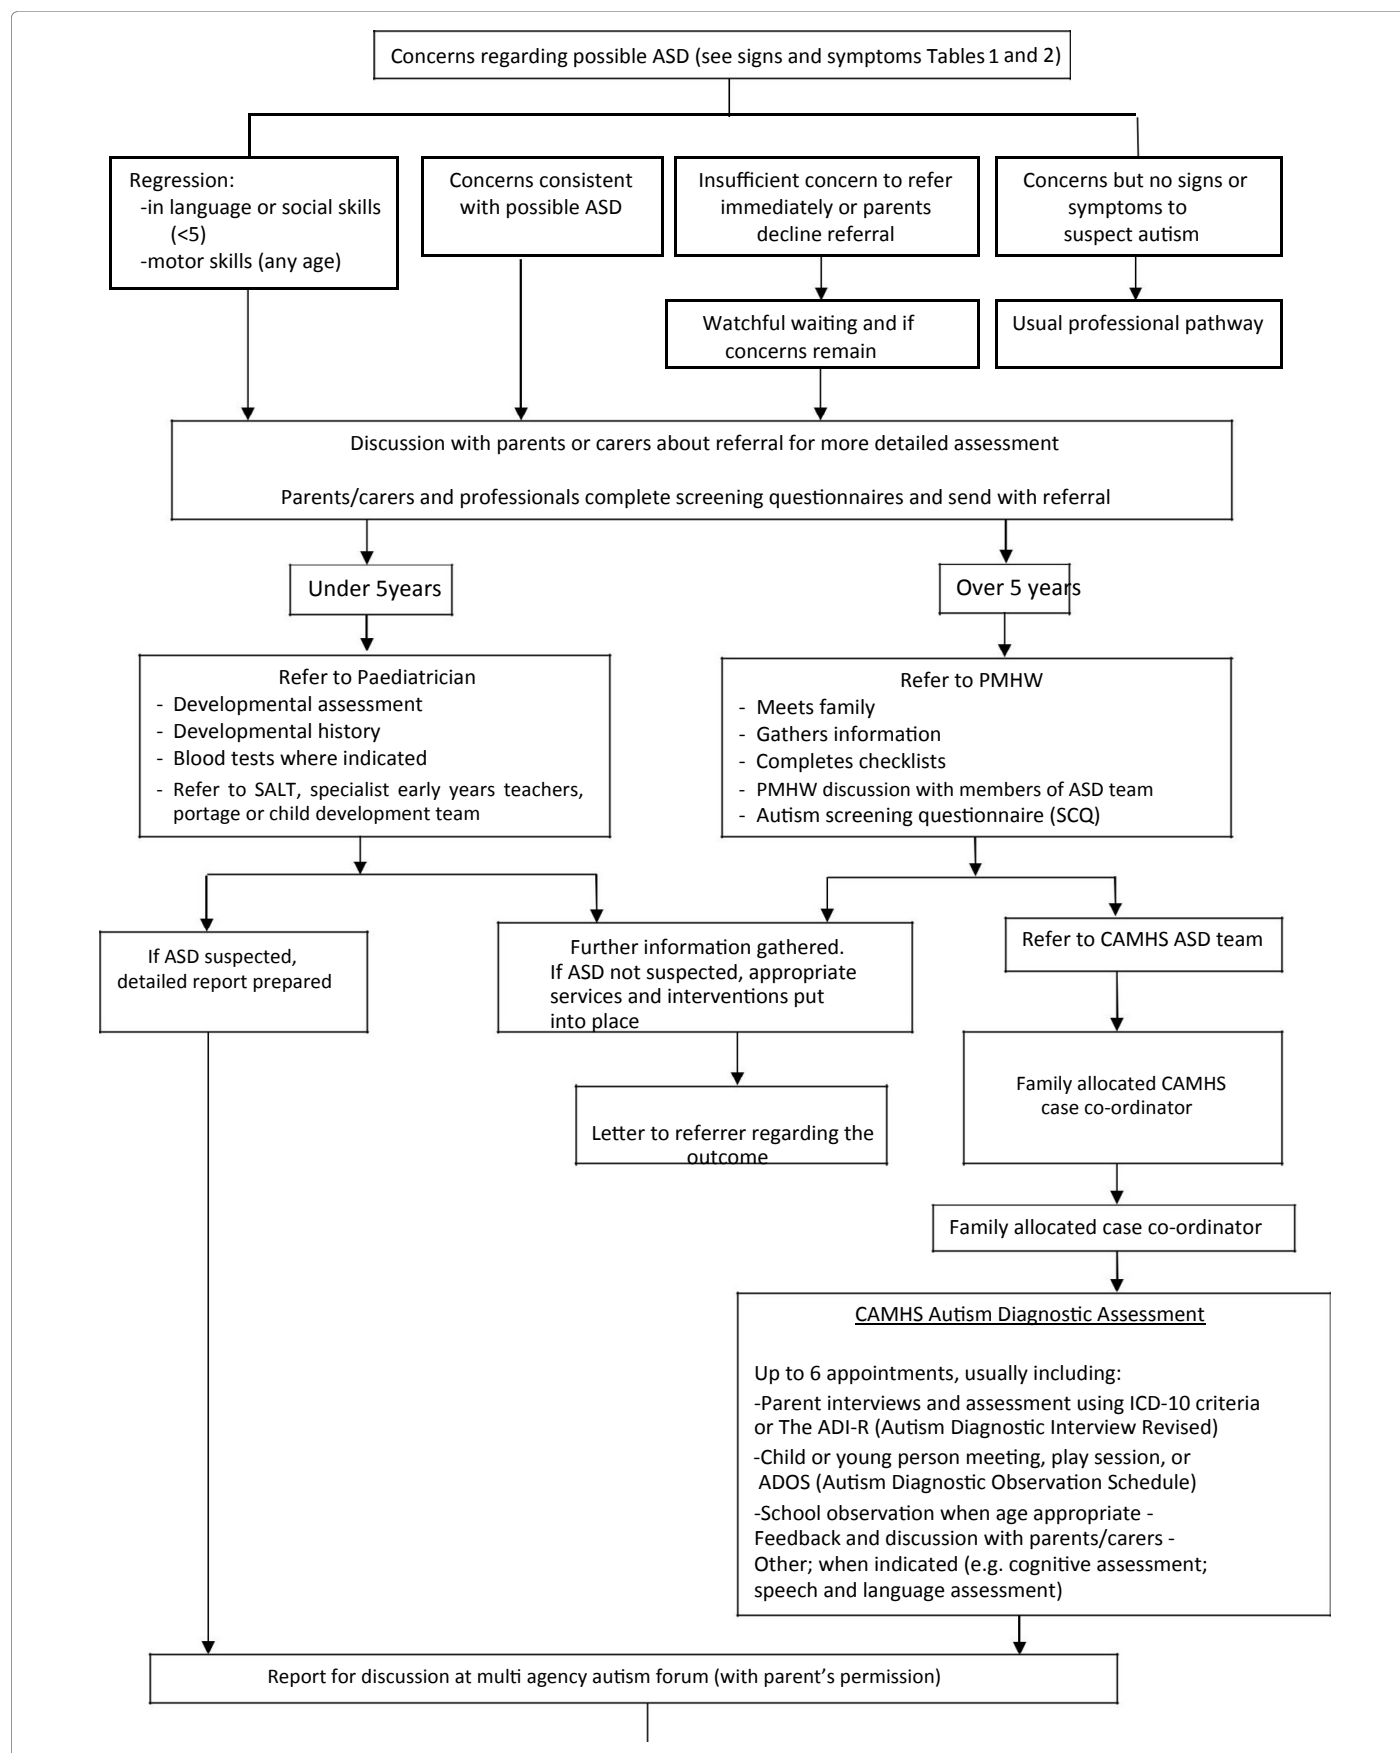 Concerns regarding possible ASD (see signs and symptoms Tables 1 and 2)
Regression:
-in language or social skills
(<5)
-motor skills (any age)
Concerns consistent
with possible ASD
Insufficient concern to refer
immediately or parents
decline referral
Concerns but no signs or
symptoms to
suspect autism
Watchful waiting and if
concerns remain
Usual professional pathway
Discussion with parents or carers about referral for more detailed assessment
Parents/carers and professionals complete screening questionnaires and send with referral
Under 5years
Over 5 years
Refer to Paediatrician
- Developmental assessment
- Developmental history
- Blood tests where indicated
- Refer to SALT, specialist early years teachers,
portage or child development team
Refer to PMHW
- Meets family
- Gathers information
- Completes checklists
- PMHW discussion with members of ASD team
- Autism screening questionnaire (SCQ)
If ASD suspected,
detailed report prepared
Further information gathered.
If ASD not suspected, appropriate
services and interventions put
into place
Refer to CAMHS ASD team
Letter to referrer regarding the
outcome
Family allocated CAMHS
case co-ordinator
Family allocated case co-ordinator
CAMHS Autism Diagnostic Assessment
Up to 6 appointments, usually including:
-Parent interviews and assessment using ICD-10 criteria
or The ADI-R (Autism Diagnostic Interview Revised)
-Child or young person meeting, play session, or
ADOS (Autism Diagnostic Observation Schedule)
-School observation when age appropriate -
Feedback and discussion with parents/carers -
Other; when indicated (e.g. cognitive assessment;
speech and language assessment)
Report for discussion at multi agency autism forum (with parent's permission)